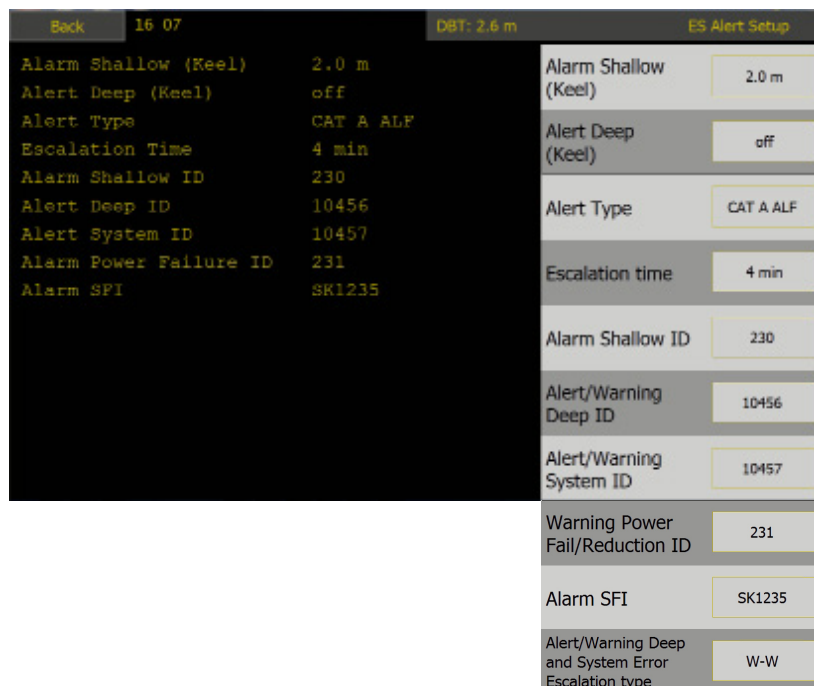 Back 16 07 DBT: 2.6 m ES Alert Setup
Alarm Shallow (Keel) 2.0 m
Alert Deep (Keel) off
Alert Type CAT A ALF
Escalation Time 4 min
Alarm Shallow ID 230
Alert Deep ID 10456
Alert System ID 10457
Alarm Power Failure ID 231
Alarm SFI SK1235
Alarm Shallow
(Keel)
2.0 m
Alert Deep
(Keel)
off
Alert Type CAT A ALF
Escalation time 4 min
Alarm Shallow ID 230
Alert/Warning
Deep ID
10456
Alert/Warning
System ID
10457
Warning Power
Fail/Reduction ID
231
Alarm SFI SK1235
Alert/Warning Deep
and System Error
Escalation type
W-W